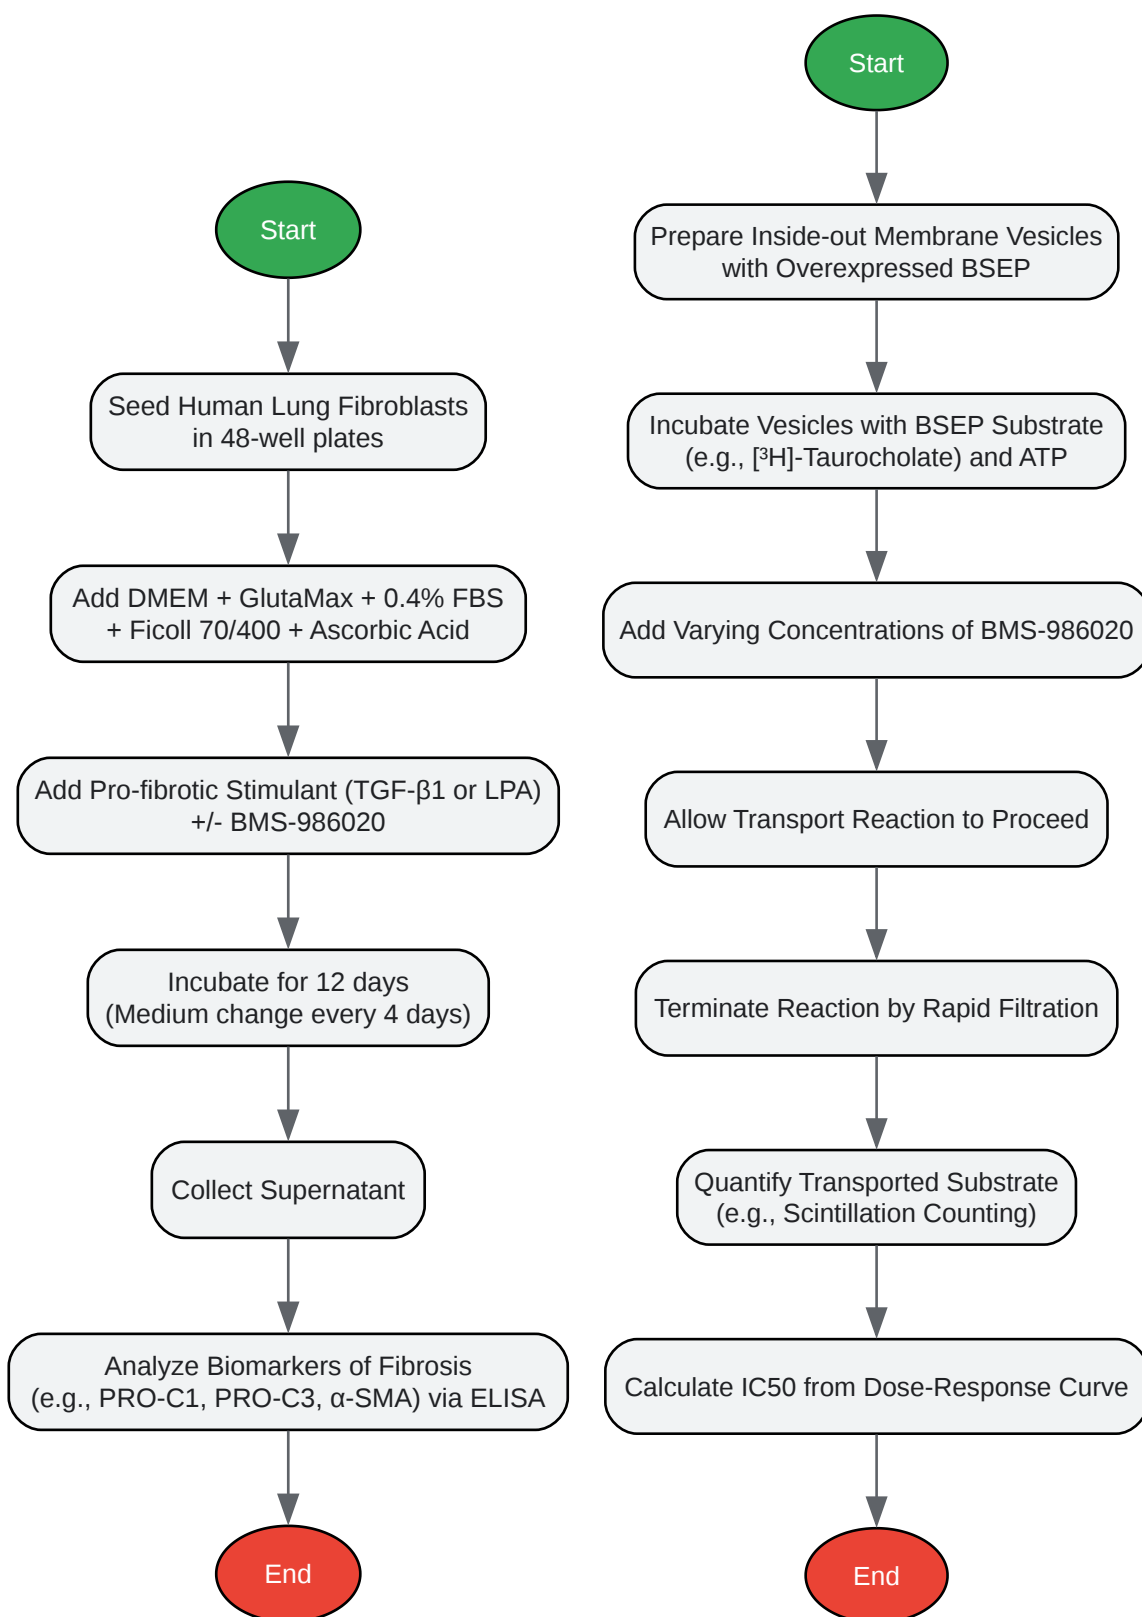 Start
Seed Human Lung Fibroblasts
in 48-well plates
Add DMEM + GlutaMax + 0.4% FBS
+ Ficoll 70/400 + Ascorbic Acid
Add Pro-fibrotic Stimulant (TGF-β1 or LPA)
+/- BMS-986020
Incubate for 12 days
(Medium change every 4 days)
Collect Supernatant
Analyze Biomarkers of Fibrosis
(e.g., PRO-C1, PRO-C3, α-SMA) via ELISA
End
Start
Prepare Inside-out Membrane Vesicles
with Overexpressed BSEP
Incubate Vesicles with BSEP Substrate
(e.g., [³H]-Taurocholate) and ATP
Add Varying Concentrations of BMS-986020
Allow Transport Reaction to Proceed
Terminate Reaction by Rapid Filtration
Quantify Transported Substrate
(e.g., Scintillation Counting)
Calculate IC50 from Dose-Response Curve
End